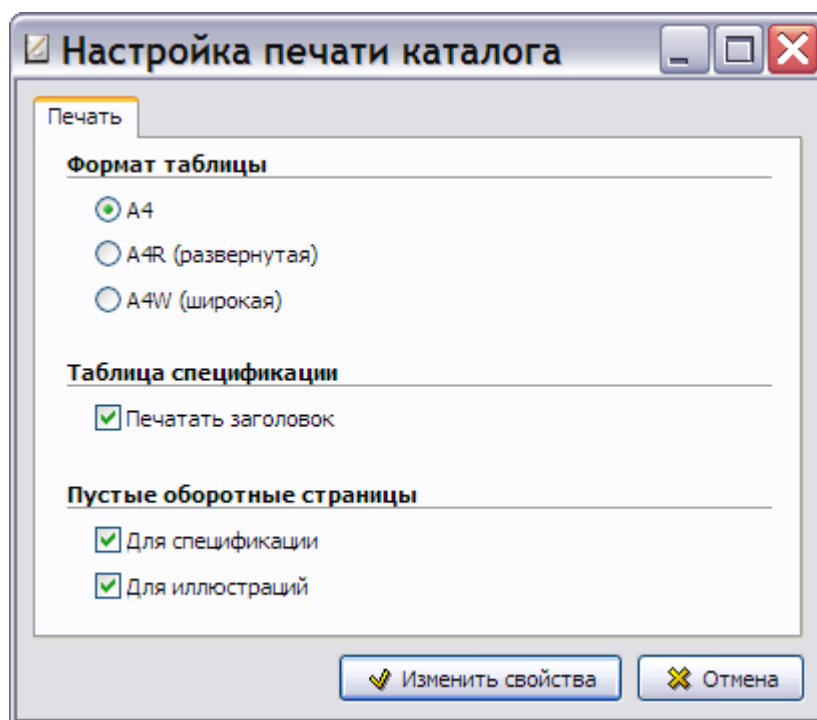 Настройка печати каталога
Печать
Формат таблицы
A4
A4R (развернутая)
A4W (широкая)
Таблица спецификации
Печатать заголовок
Пустые оборотные страницы
Для спецификации
Для иллюстраций
Изменить свойства
Отмена